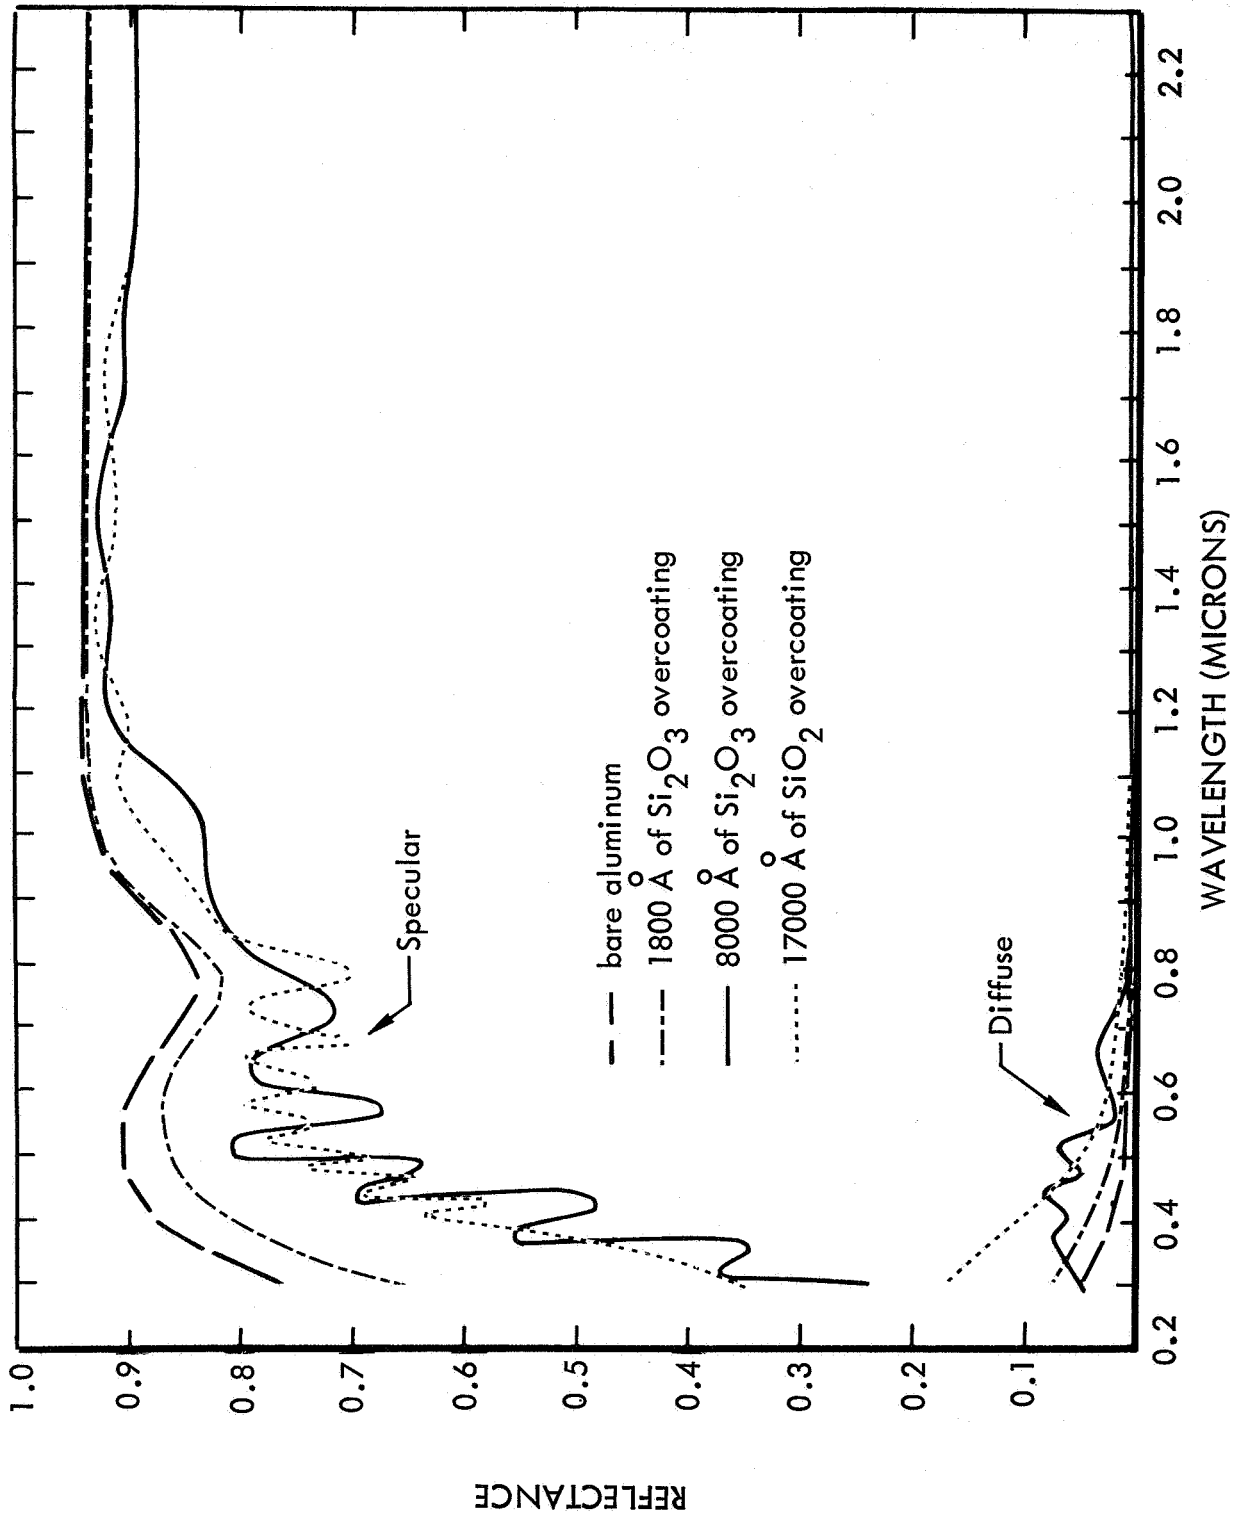 REFLECTANCE
1.0
0.9
0.8
0.7
0.6
0.5
0.4
0.3
0.2
0.1
Specular
bare aluminum
1800 Å of Si2O3 overcoating
8000 Å of Si2O3 overcoating
17000 Å of SiO2 overcoating
Diffuse
0.2 0.4 0.6 0.8 1.0 1.2 1.4 1.6 1.8 2.0 2.2
WAVELENGTH (MICRONS)